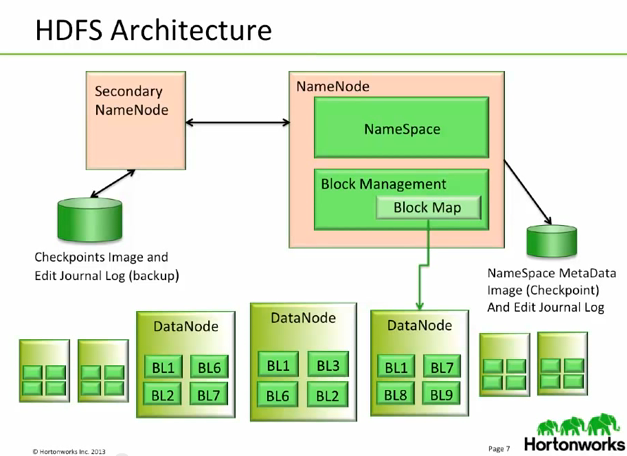 HDFS Architecture
Secondary
NameNode
NameNode
NameSpace
Block Management
Block Map
Checkpoints Image and
Edit Journal Log (backup)
NameSpace MetaData
Image (Checkpoint)
And Edit Journal Log
DataNode
BL1 BL6
BL2 BL7
DataNode
BL1 BL3
BL6 BL2
DataNode
BL1 BL7
BL8 BL9
© Hortonworks Inc. 2013
Page 7
Hortonworks